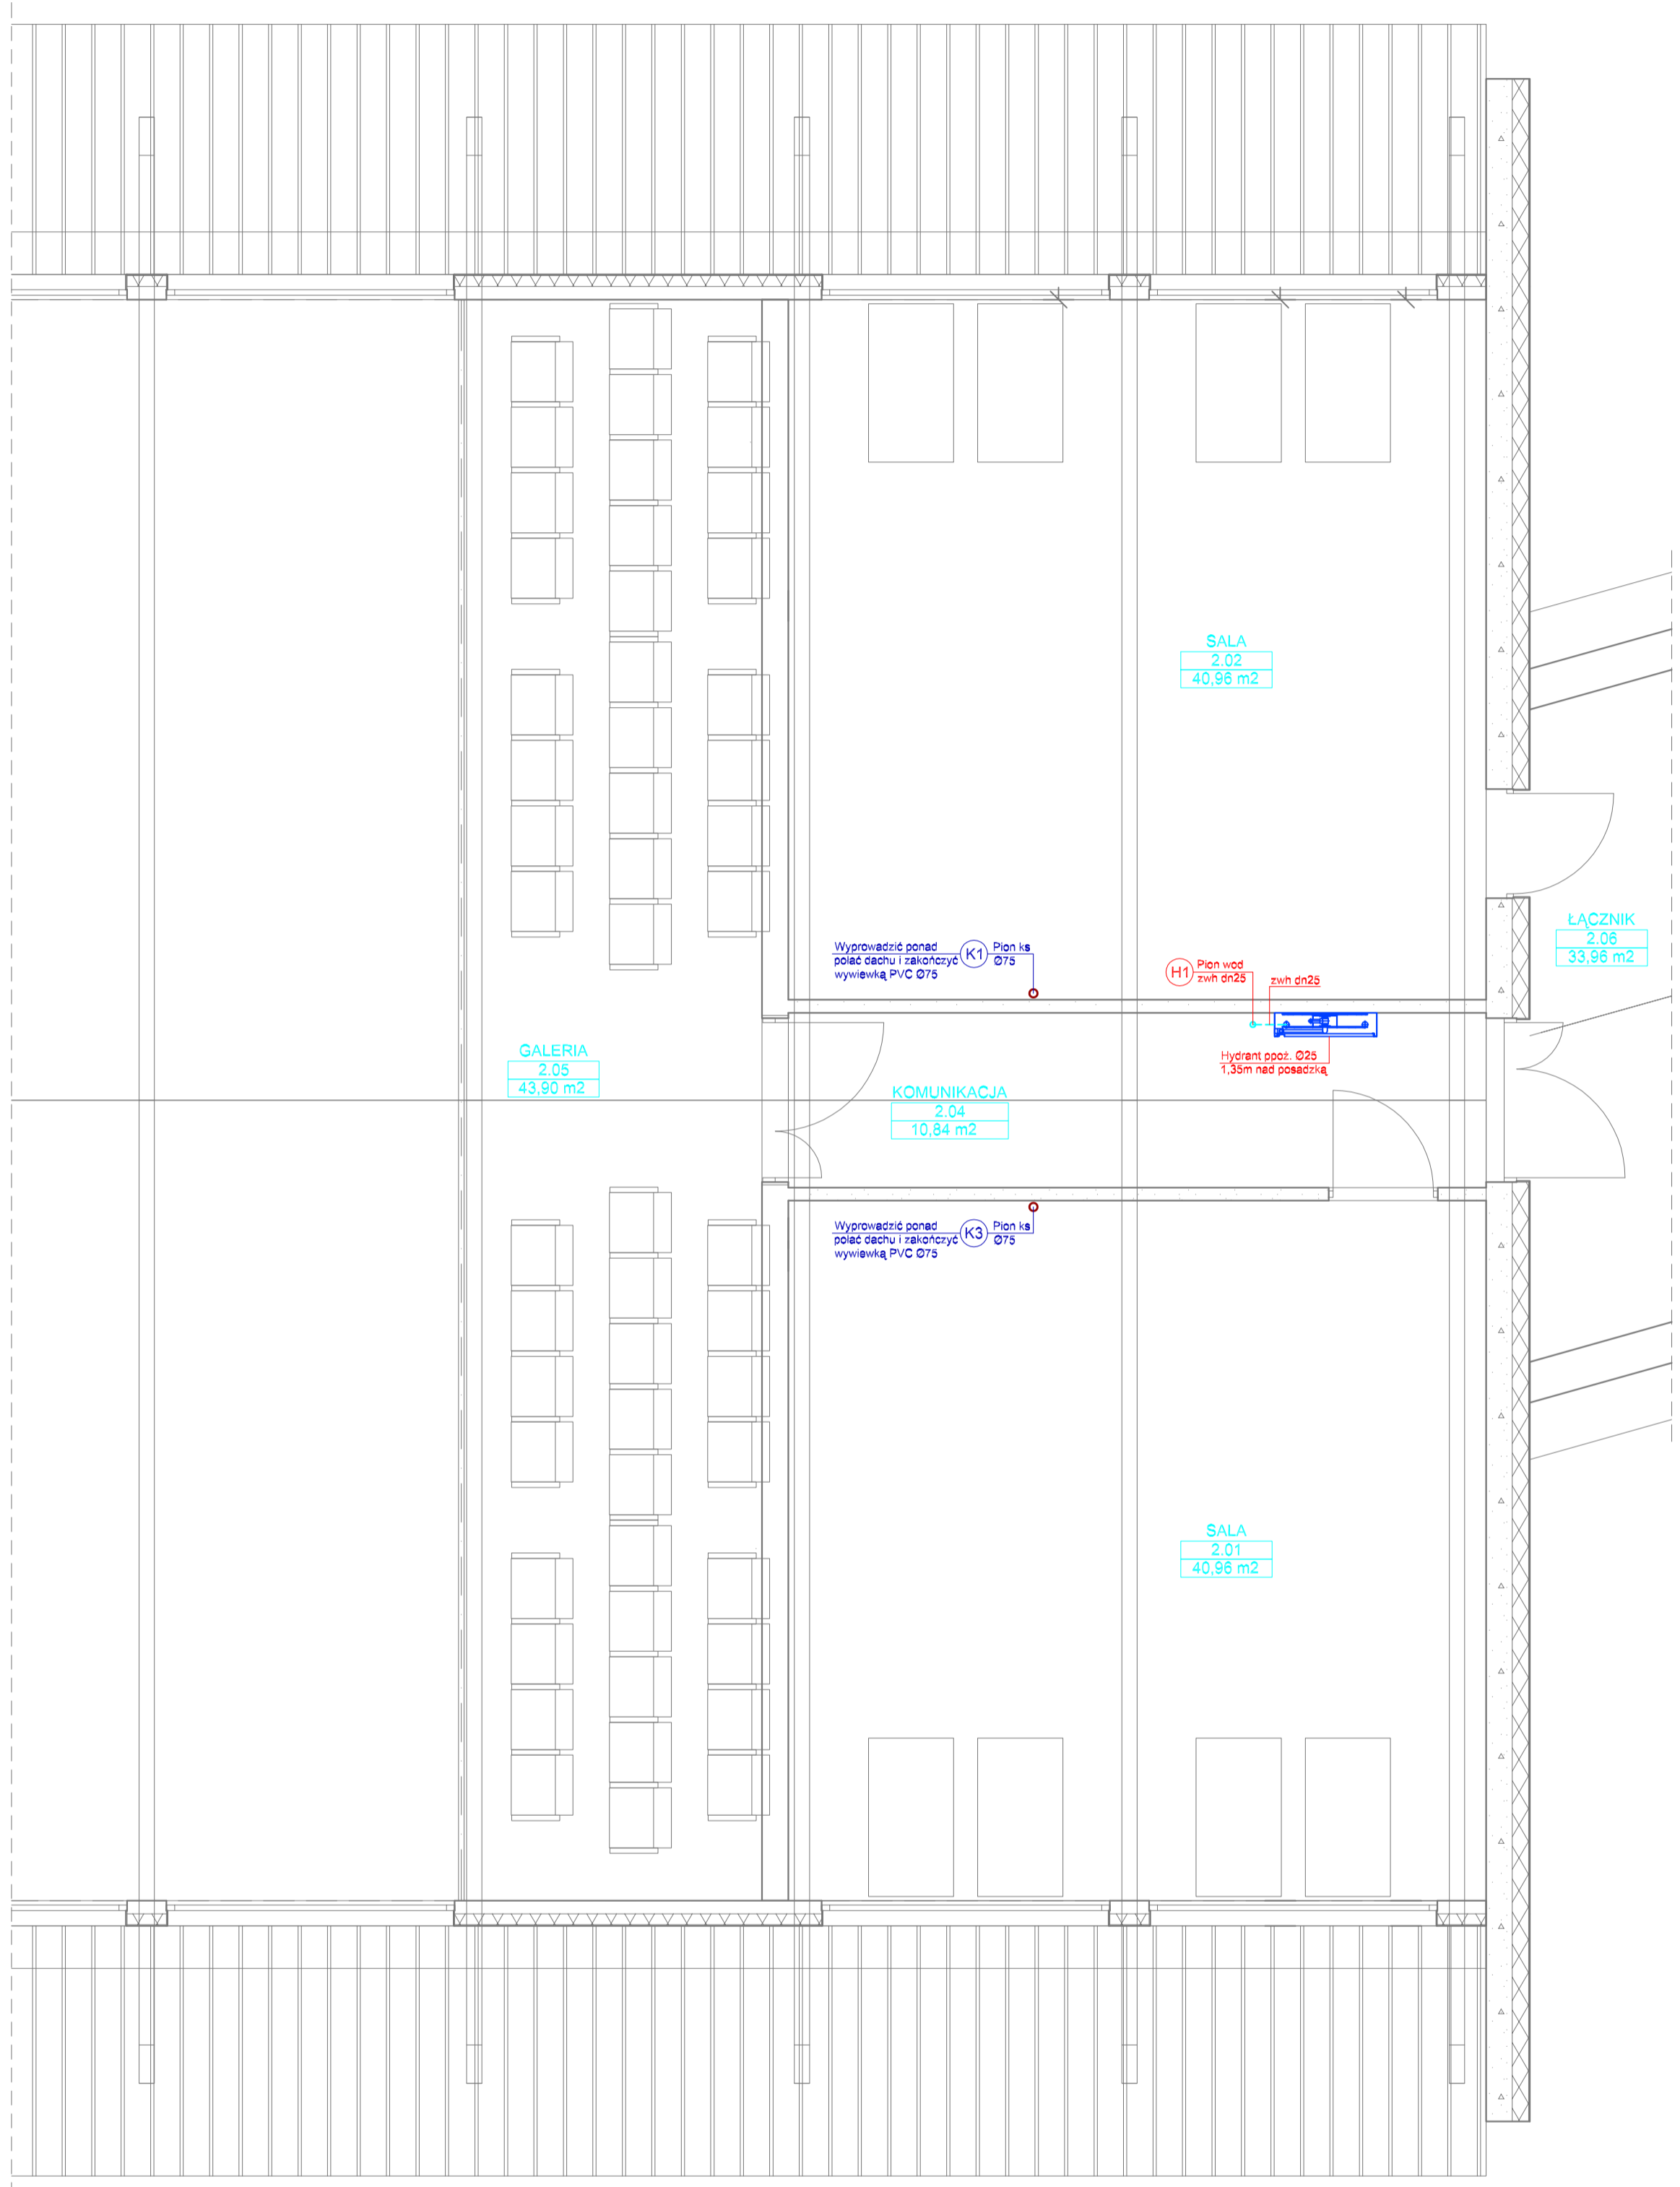 SALA
2.02
40,96 m2
Wyprowadzić ponad
połać dachu i zakończyć
wywiewką PVC Ø75
K1
Pion ks
Ø75
H1
Pion wod
zwh dn25
zwh dn25
ŁĄCZNIK
2.06
33,96 m2
Hydrant ppoż. Ø25
1,35m nad posadzką
GALERIA
2.05
43,90 m2
KOMUNIKACJA
2.04
10,84 m2
Wyprowadzić ponad
połać dachu i zakończyć
wywiewką PVC Ø75
K3
Pion ks
Ø75
SALA
2.01
40,96 m2